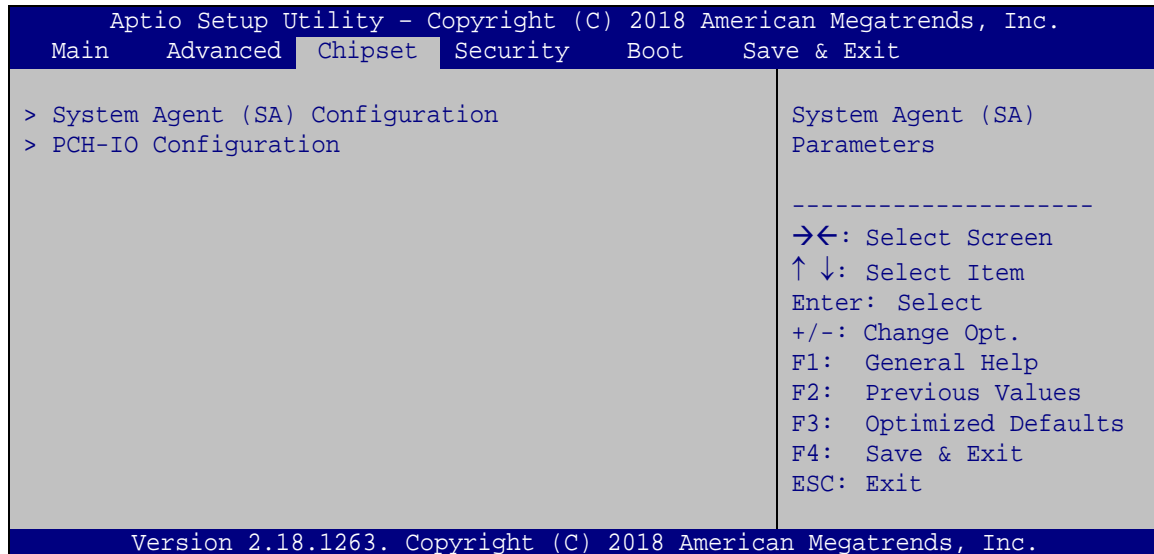 Aptio Setup Utility – Copyright (C) 2018 American Megatrends, Inc.
Main Advanced Chipset Security Boot Save & Exit
> System Agent (SA) Configuration
> PCH-IO Configuration
System Agent (SA)
Parameters
---------------------
→←: Select Screen
↑ ↓: Select Item
Enter: Select
+/-: Change Opt.
F1: General Help
F2: Previous Values
F3: Optimized Defaults
F4: Save & Exit
ESC: Exit
Version 2.18.1263. Copyright (C) 2018 American Megatrends, Inc.